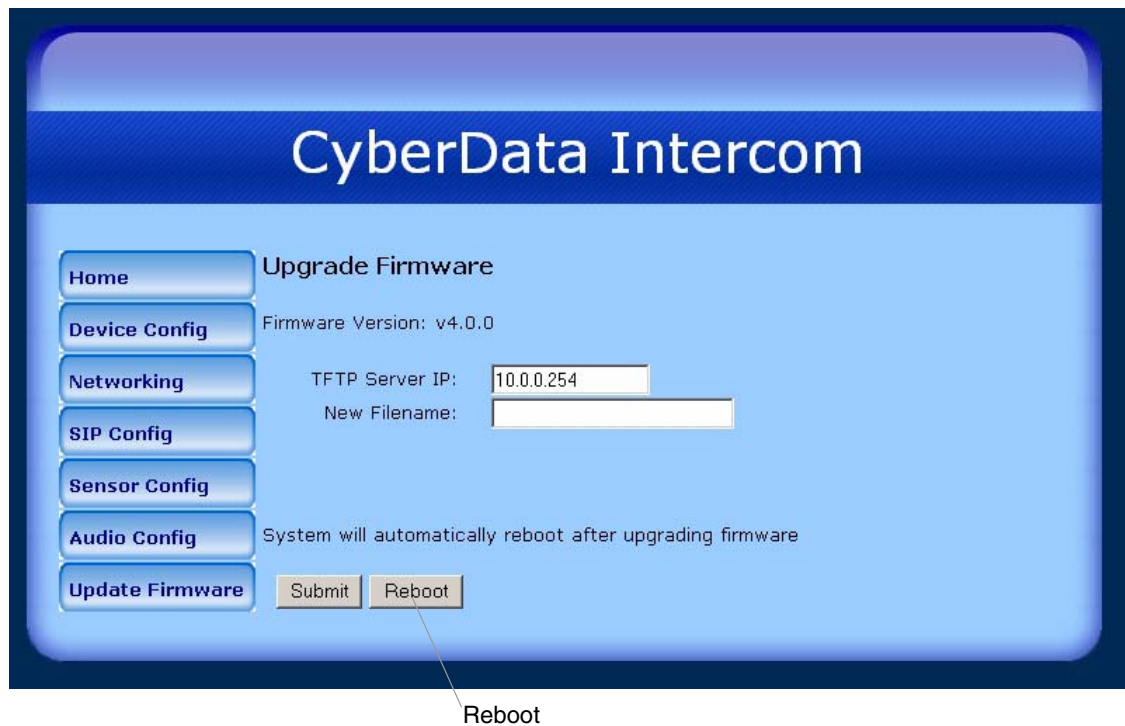 CyberData Intercom
Home
Device Config
Networking
SIP Config
Sensor Config
Audio Config
Update Firmware
Upgrade Firmware
Firmware Version: v4.0.0
TFTP Server IP: 10.0.0.254
New Filename:
System will automatically reboot after upgrading firmware
Submit Reboot
Reboot